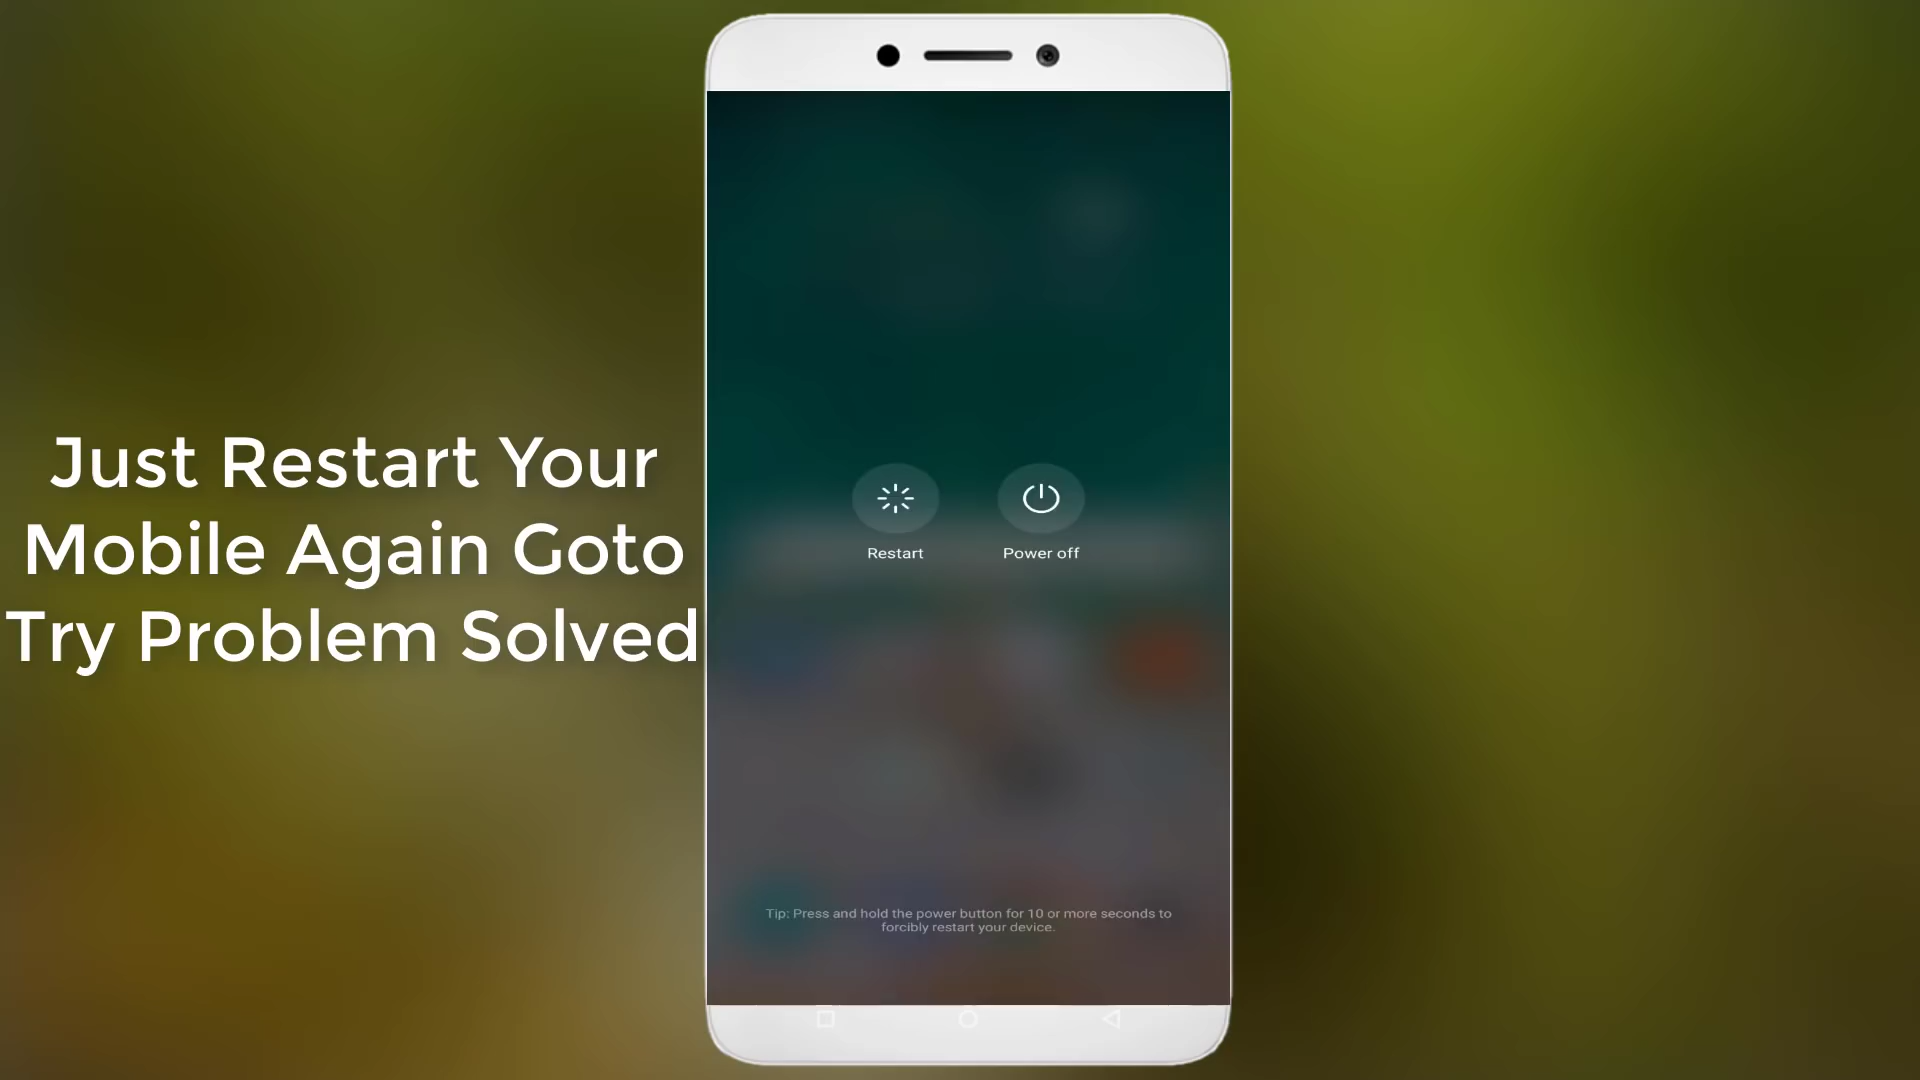 Just Restart Your
Mobile Again Goto
Try Problem Solved
Restart
Power off
Tip: Press and hold the power button for 10 or more seconds to
forcibly restart your device.